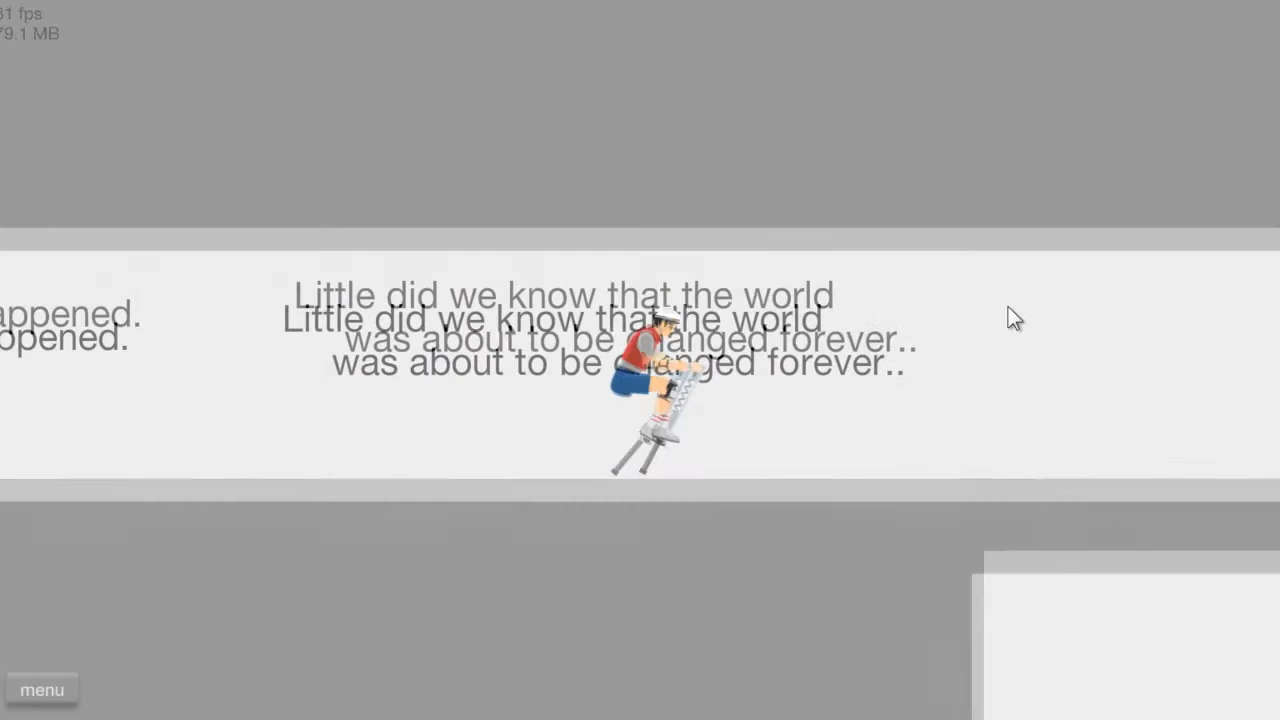 31 fps
79.1 MB
appened.
ppened.
Little did we know that the world
Little did we know that the world
was about to be changed forever..
was about to be changed forever..
menu